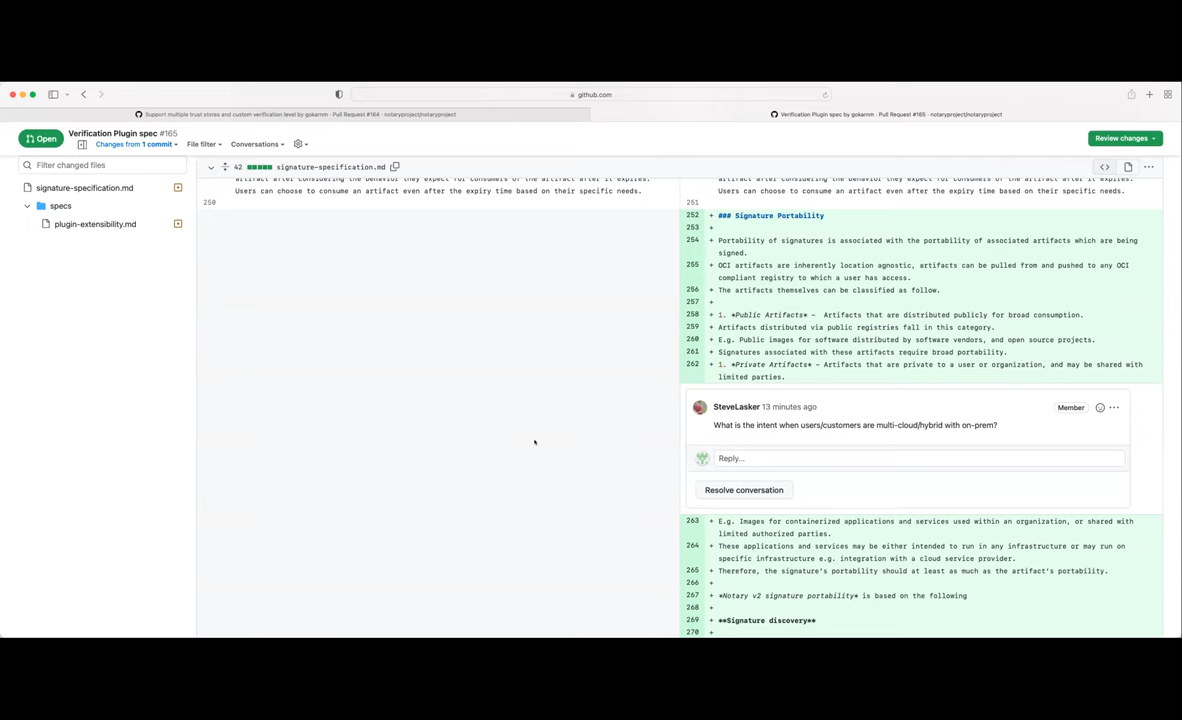 github.com
Support multiple trust stores and custom verification level by gokarnm · Pull Request #164 · notaryproject/notaryproject
Verification Plugin spec by gokarnm · Pull Request #165 · notaryproject/notaryproject
Open
Verification Plugin spec #165
Changes from 1 commit
File filter
Conversations
Review changes
Filter changed files
signature-specification.md
specs
plugin-extensibility.md
42
signature-specification.md
artifact after considering the behavior they expect for consumers of the artifact after it expires.
Users can choose to consume an artifact even after the expiry time based on their specific needs.
250
artifact after considering the behavior they expect for consumers of the artifact after it expires.
Users can choose to consume an artifact even after the expiry time based on their specific needs.
251
252 + ### Signature Portability
253 +
254 + Portability of signatures is associated with the portability of associated artifacts which are being
signed.
255 + OCI artifacts are inherently location agnostic, artifacts can be pulled from and pushed to any OCI
compliant registry to which a user has access.
256 + The artifacts themselves can be classified as follow.
257 +
258 + 1. *Public Artifacts* – Artifacts that are distributed publicly for broad consumption.
259 + Artifacts distributed via public registries fall in this category.
260 + E.g. Public images for software distributed by software vendors, and open source projects.
261 + Signatures associated with these artifacts require broad portability.
262 + 1. *Private Artifacts* – Artifacts that are private to a user or organization, and may be shared with
limited parties.
SteveLasker 13 minutes ago
Member
What is the intent when users/customers are multi-cloud/hybrid with on-prem?
Reply...
Resolve conversation
263 + E.g. Images for containerized applications and services used within an organization, or shared with
limited authorized parties.
264 + These applications and services may be either intended to run in any infrastructure or may run on
specific infrastructure e.g. integration with a cloud service provider.
265 + Therefore, the signature's portability should at least as much as the artifact's portability.
266 +
267 + *Notary v2 signature portability* is based on the following
268 +
269 + **Signature discovery**
270 +